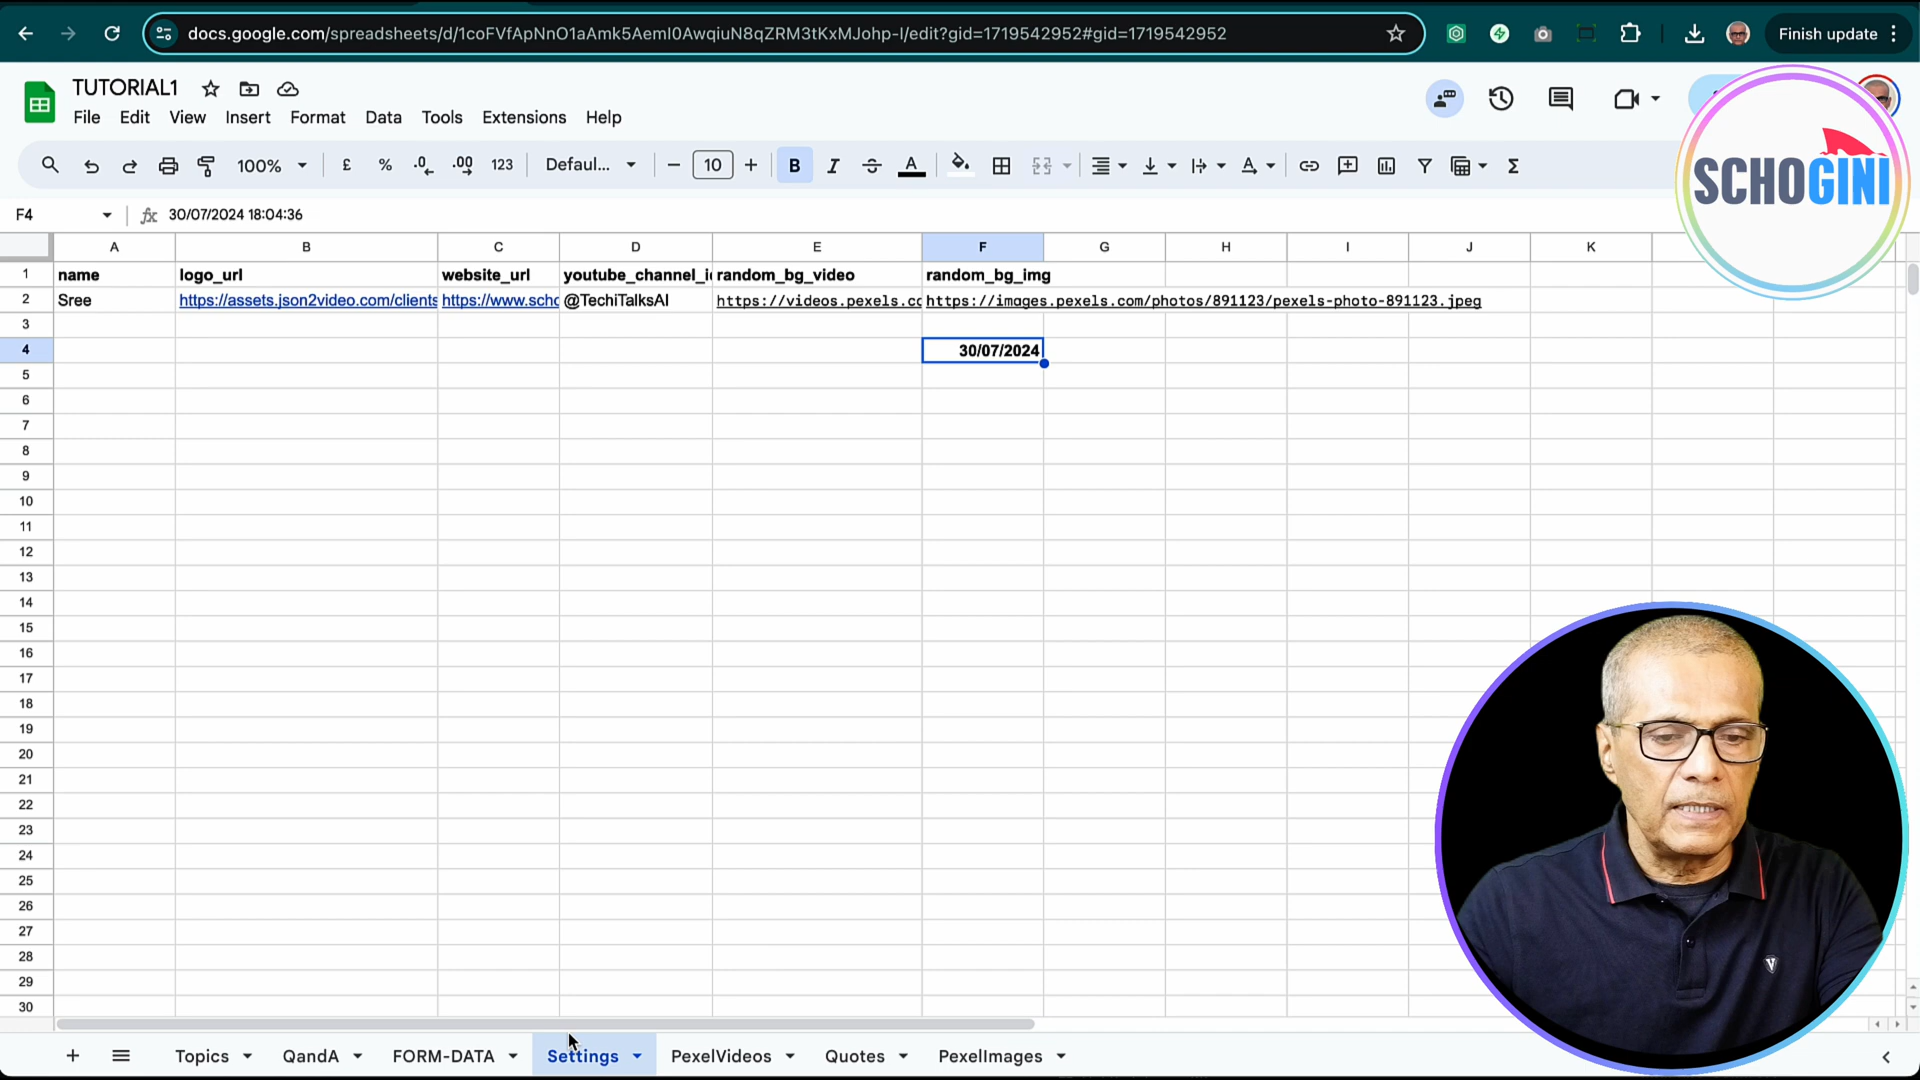 docs.google.com/spreadsheets/d/1coFVfApNnO1aAmk5AemI0AwqiuN8qZRM3tKxMJohp-I/edit?gid=1719542952#gid=1719542952
Finish update
TUTORIAL1
File Edit View Insert Format Data Tools Extensions Help
100% £ % .0 .00 123 Defaul... 10 B I A A Σ
SCHOGINI
F4 fx 30/07/2024 18:04:36
A B C D E F G H I J K
1 name logo_url website_url youtube_channel_i random_bg_video random_bg_img
2 Sree https://assets.json2video.com/clients https://www.scho @TechiTalksAI https://videos.pexels.co https://images.pexels.com/photos/891123/pexels-photo-891123.jpeg
3
4 30/07/2024
5
6
7
8
9
10
11
12
13
14
15
16
17
18
19
20
21
22
23
24
25
26
27
28
29
30
Topics QandA FORM-DATA Settings PexelVideos Quotes PexelImages